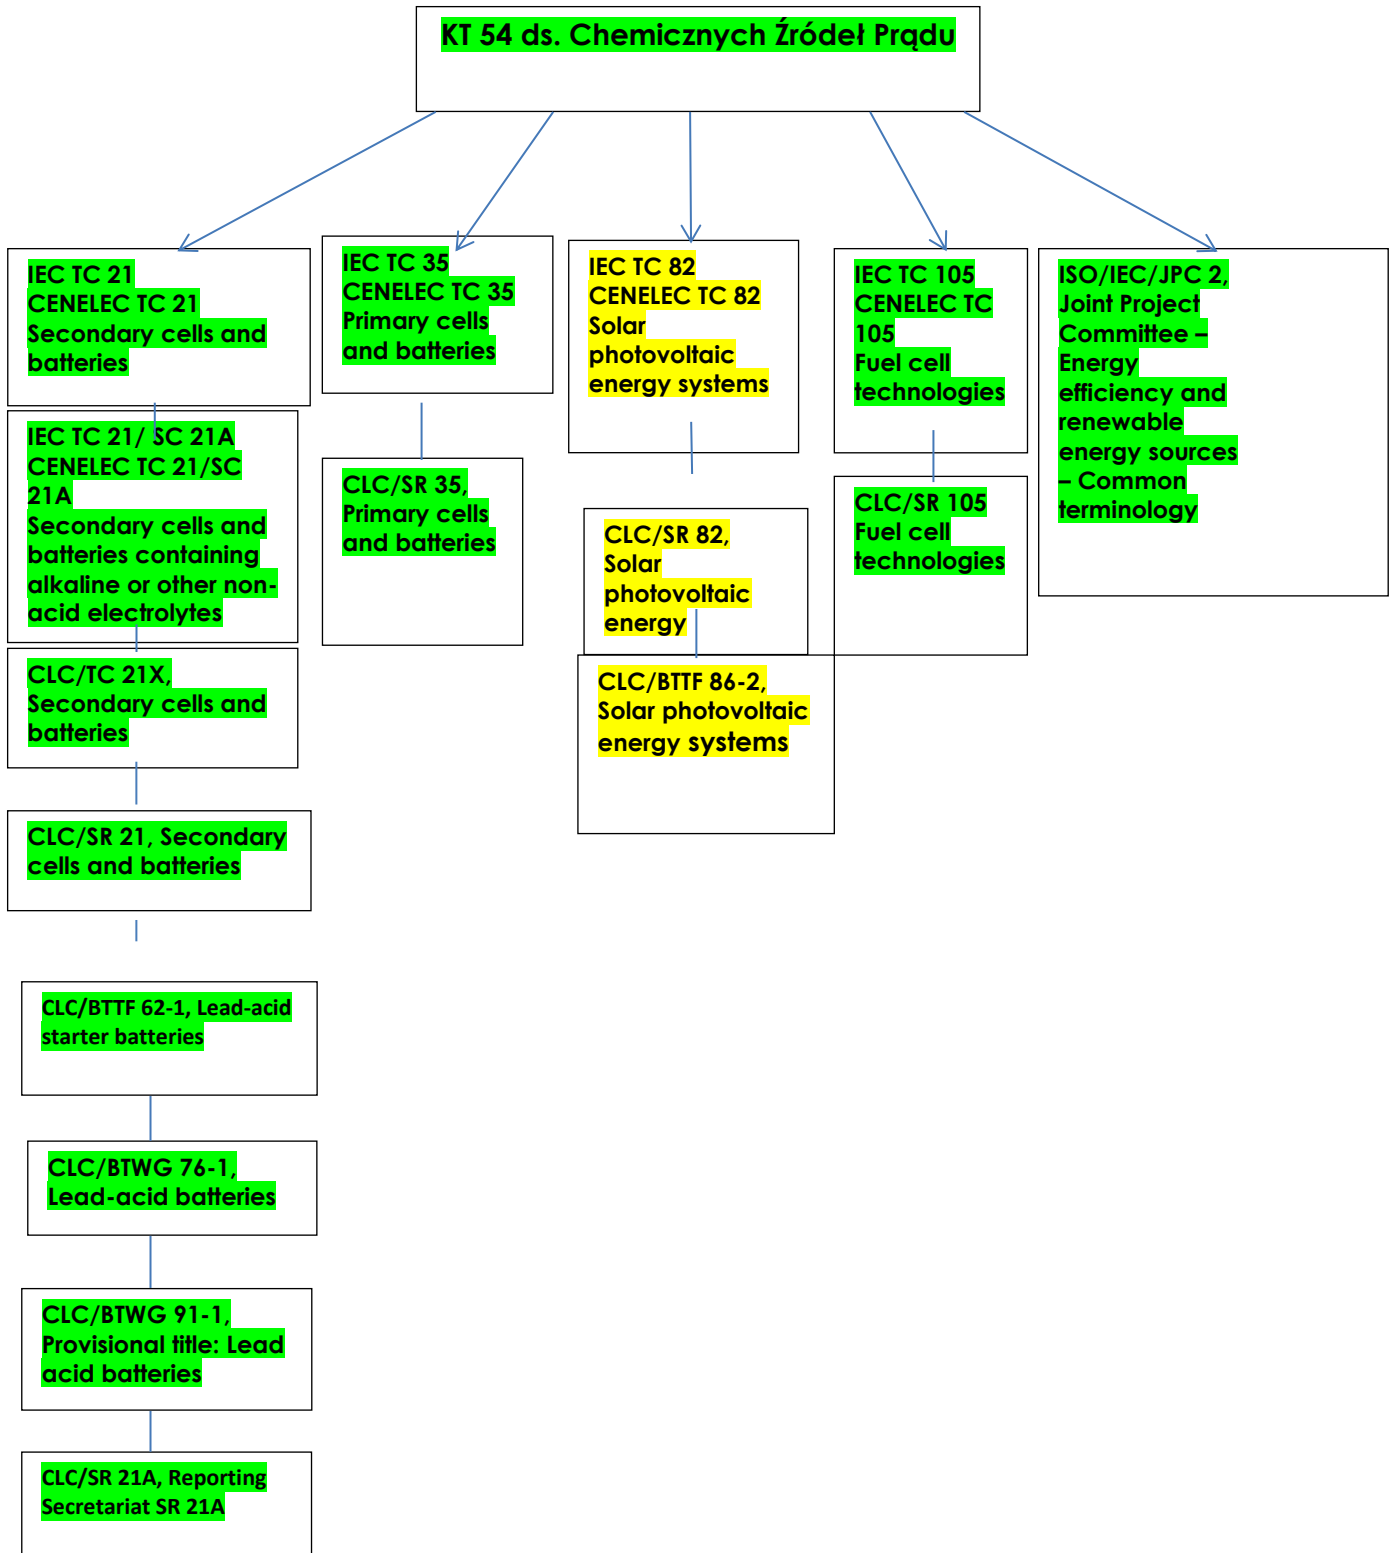 KT 54 ds. Chemicznych Źródeł Prądu
IEC TC 21
CENELEC TC 21
Secondary cells and
batteries
IEC TC 21/ SC 21A
CENELEC TC 21/SC
21A
Secondary cells and
batteries containing
alkaline or other non-
acid electrolytes
CLC/TC 21X,
Secondary cells and
batteries
CLC/SR 21, Secondary
cells and batteries
CLC/BTTF 62-1, Lead-acid
starter batteries
CLC/BTWG 76-1,
Lead-acid batteries
CLC/BTWG 91-1,
Provisional title: Lead
acid batteries
CLC/SR 21A, Reporting
Secretariat SR 21A
IEC TC 35
CENELEC TC 35
Primary cells
and batteries
CLC/SR 35,
Primary cells
and batteries
IEC TC 82
CENELEC TC 82
Solar
photovoltaic
energy systems
CLC/SR 82,
Solar
photovoltaic
energy
CLC/BTTF 86-2,
Solar photovoltaic
energy systems
IEC TC 105
CENELEC TC
105
Fuel cell
technologies
CLC/SR 105
Fuel cell
technologies
ISO/IEC/JPC 2,
Joint Project
Committee –
Energy
efficiency and
renewable
energy sources
– Common
terminology